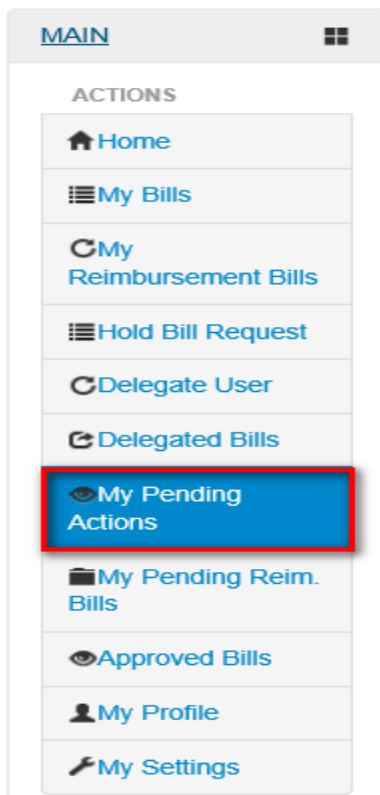 MAIN
ACTIONS
Home
My Bills
My
Reimbursement Bills
Hold Bill Request
Delegate User
Delegated Bills
My Pending
Actions
My Pending Reim.
Bills
Approved Bills
My Profile
My Settings